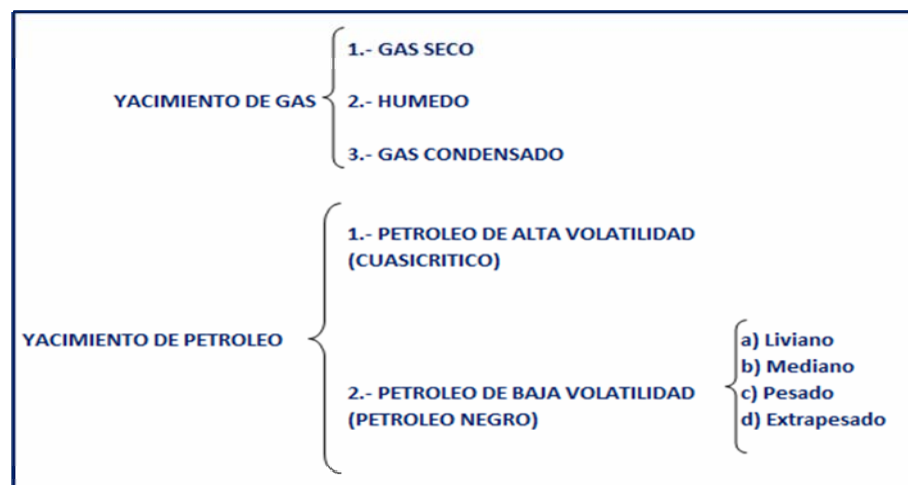 YACIMIENTO DE GAS
1.- GAS SECO
2.- HUMEDO
3.- GAS CONDENSADO
YACIMIENTO DE PETROLEO
1.- PETROLEO DE ALTA VOLATILIDAD
(CUASICRITICO)
2.- PETROLEO DE BAJA VOLATILIDAD
(PETROLEO NEGRO)
a) Liviano
b) Mediano
c) Pesado
d) Extrapesado